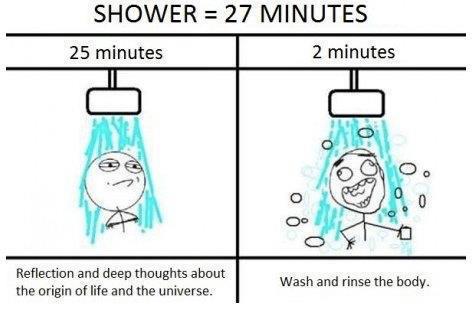 SHOWER = 27 MINUTES
25 minutes
2 minutes
Reflection and deep thoughts about
the origin of life and the universe.
Wash and rinse the body.